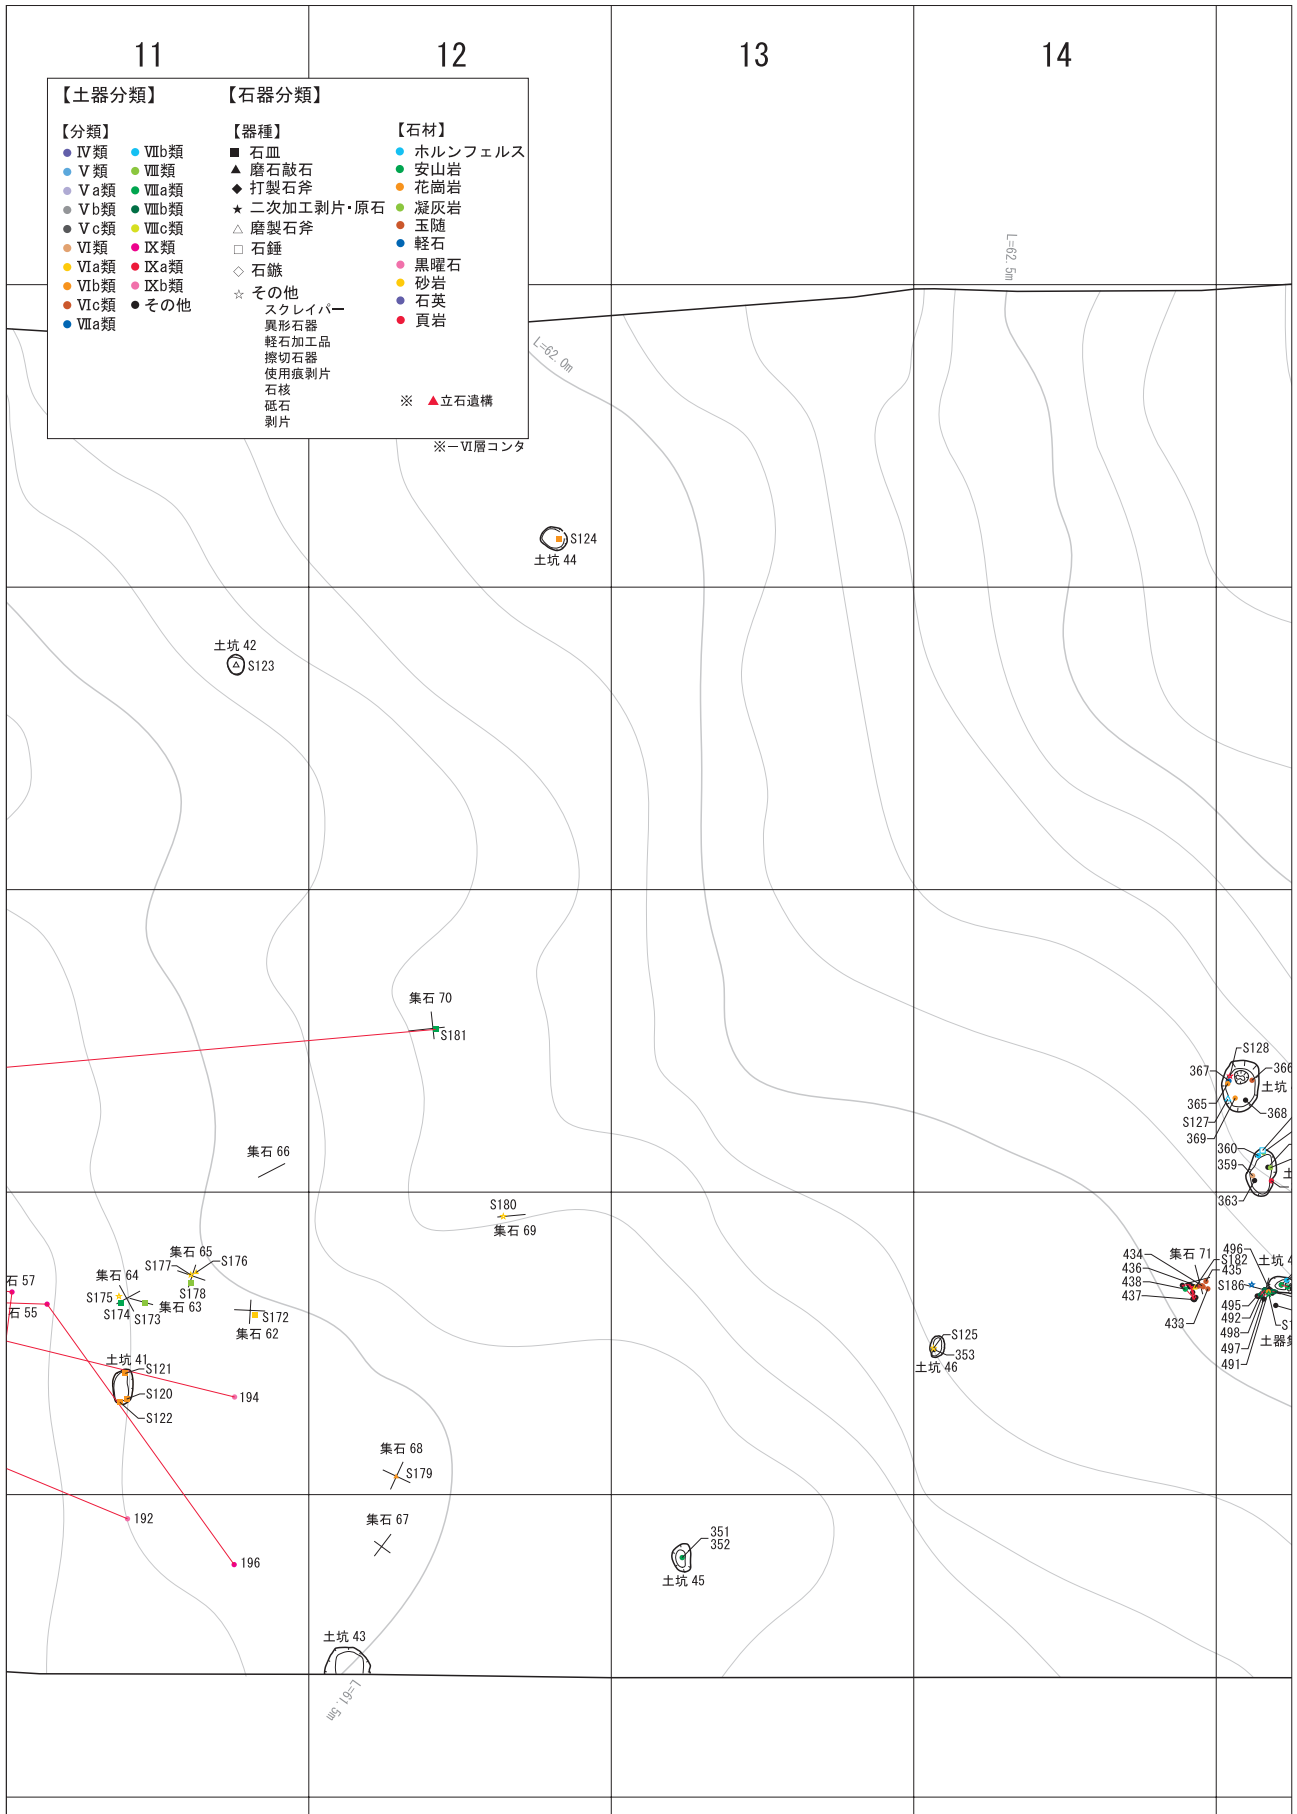 11
12
13
14
【土器分類】
【分類】
Ⅳ類
Ⅴ類
Ⅴa類
Ⅴb類
Ⅴc類
Ⅵ類
Ⅵa類
Ⅵb類
Ⅵc類
Ⅶa類
Ⅶb類
Ⅷ類
Ⅷa類
Ⅷb類
Ⅷc類
Ⅸ類
Ⅸa類
Ⅸb類
その他
【石器分類】
【器種】
石皿
磨石敲石
打製石斧
二次加工剥片・原石
磨製石斧
石錘
石鏃
その他
スクレイパー
異形石器
軽石加工品
擦切石器
使用痕剥片
石核
砥石
剥片
【石材】
ホルンフェルス
安山岩
花崗岩
凝灰岩
玉随
軽石
黒曜石
砂岩
石英
頁岩
※ ▲立石遺構
※－Ⅵ層コンタ
L=62.5m
L=62.0m
S124
土坑 44
土坑 42
S123
集石 70
S181
集石 66
S180
集石 69
集石 65
S177
S176
S178
集石 64
S175
S174
S173
集石 63
S172
集石 62
石 57
石 55
土坑 41
S121
S120
S122
194
192
196
集石 68
S179
集石 67
土坑 43
L=61.5m
351
352
土坑 45
S125
353
土坑 46
S128
367
366
土坑
365
S127
368
369
360
359
土
363
434
集石 71
496
土坑 4
436
S182
435
438
S186
437
495
433
492
S1
498
土器集
497
491